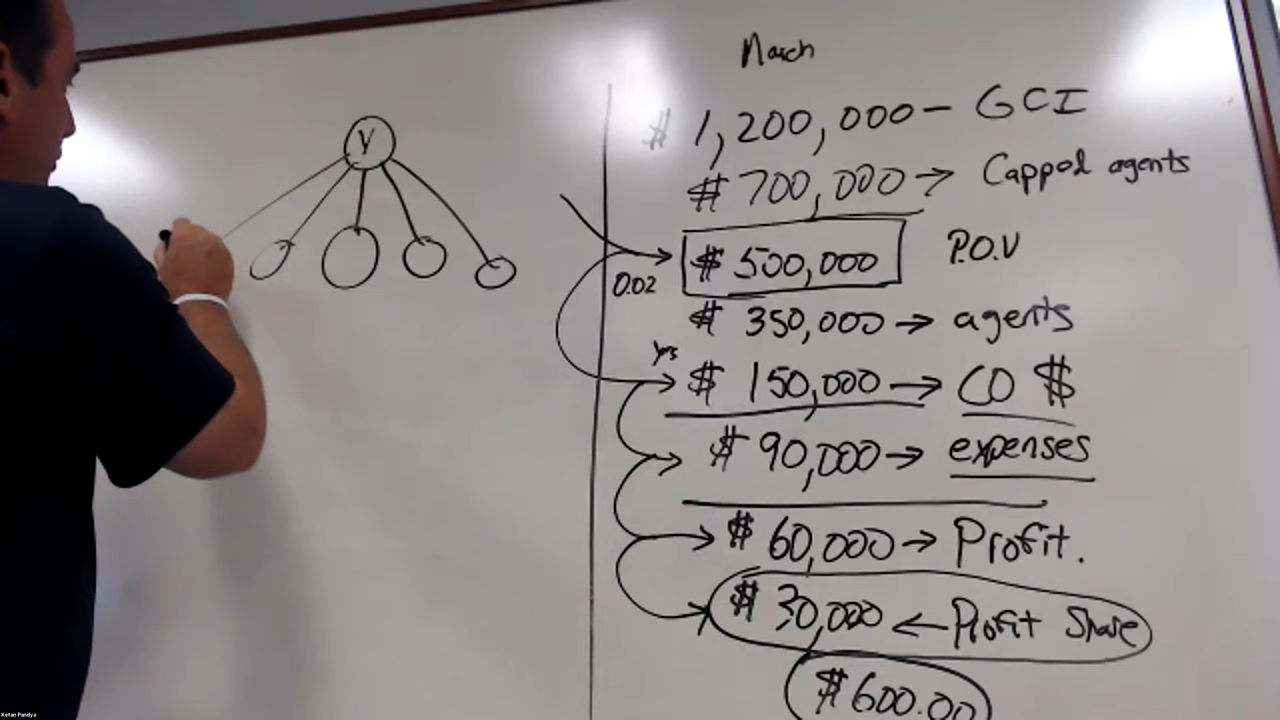 March
$ 1,200,000 - GCI
$ 700,000 → Capped agents
$ 500,000 P.O.V
0.02
$ 350,000 → agents
yes
$ 150,000 → CO $
$ 90,000 → expenses
$ 60,000 → Profit.
$ 30,000 ← Profit Share
$600.00
Y
Ketan Pandya